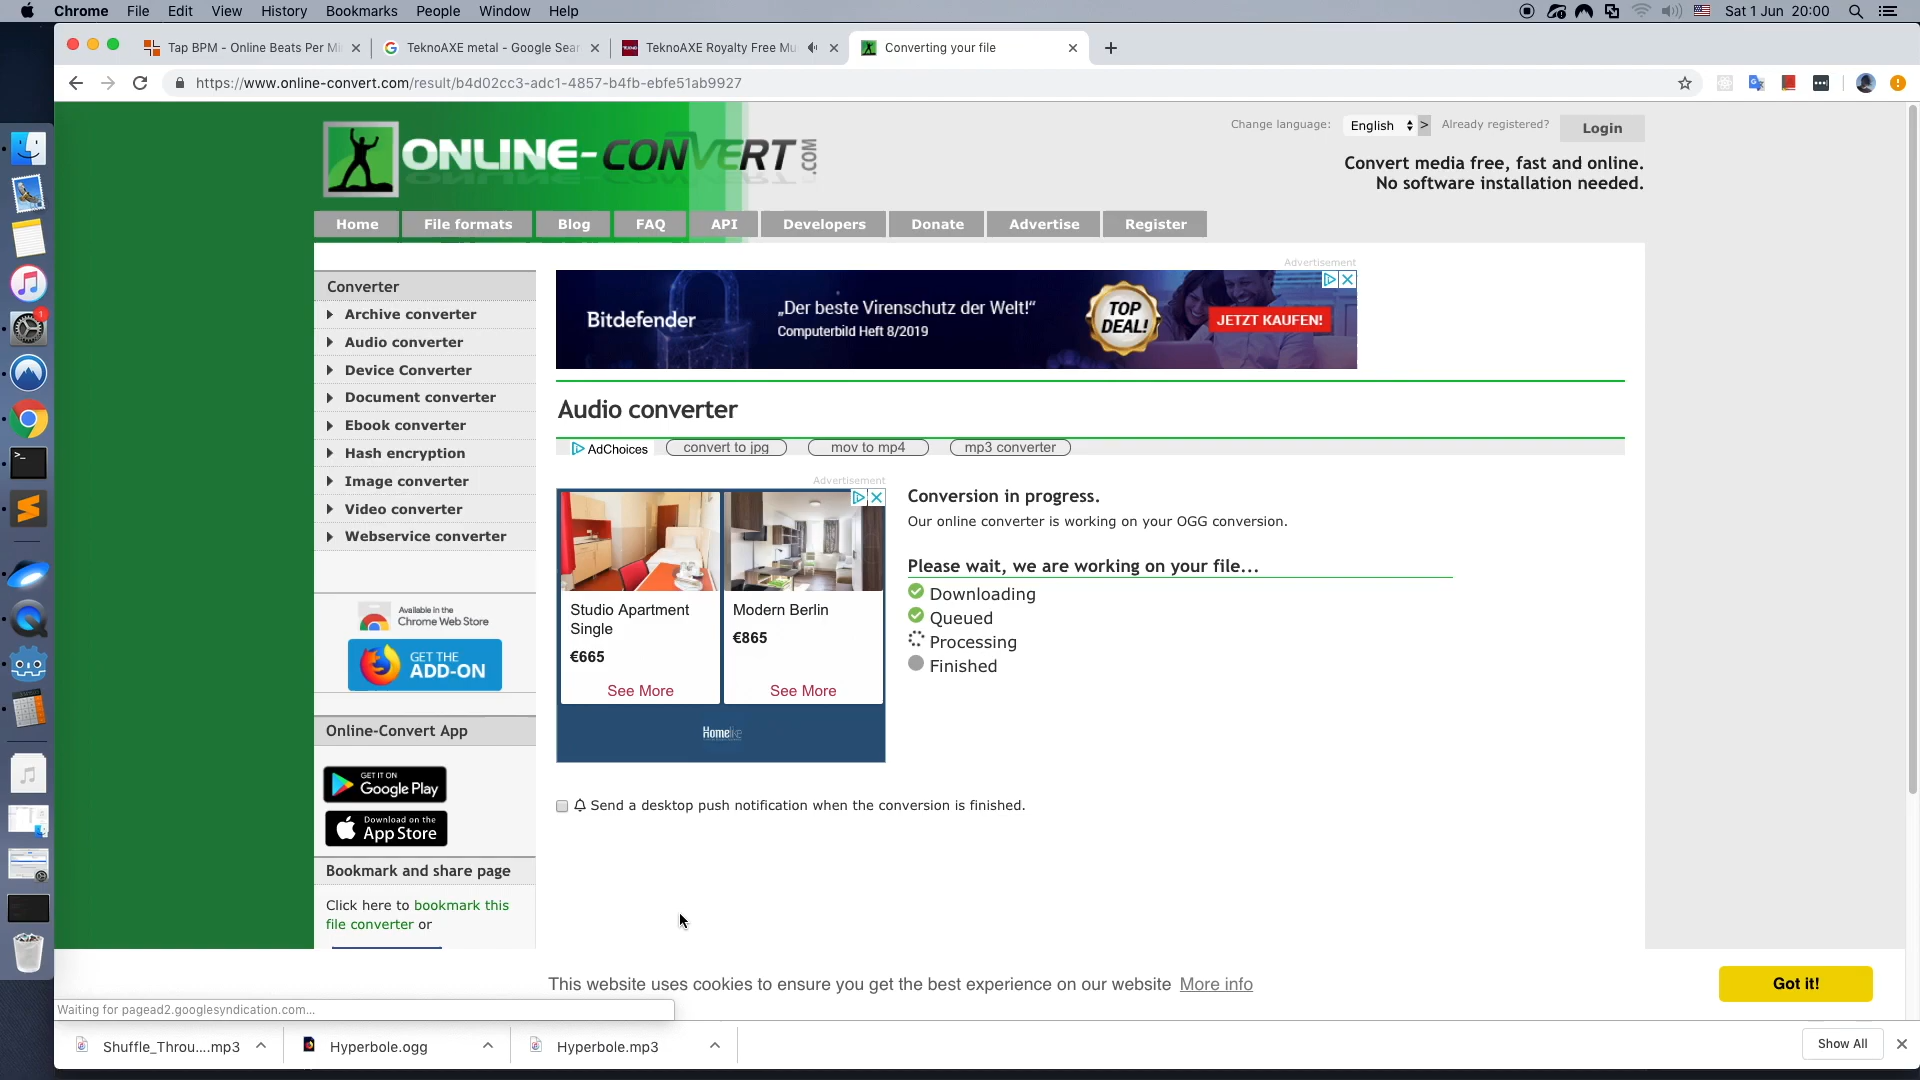 Chrome File Edit View History Bookmarks People Window Help
Sat 1 Jun 20:00
Tap BPM - Online Beats Per Mi
TeknoAXE metal - Google Sear
TeknoAXE Royalty Free Mu
Converting your file
https://www.online-convert.com/result/b4d02cc3-adc1-4857-b4fb-ebfe51ab9927
ONLINE-CONVERT.COM
Change language: English > Already registered? Login
Convert media free, fast and online.
No software installation needed.
Home File formats Blog FAQ API Developers Donate Advertise Register
Converter
Archive converter
Audio converter
Device Converter
Document converter
Ebook converter
Hash encryption
Image converter
Video converter
Webservice converter
Available in the
Chrome Web Store
GET THE
ADD-ON
Online-Convert App
GET IT ON
Google Play
Download on the
App Store
Bookmark and share page
Click here to bookmark this
file converter or
Advertisement
Bitdefender
„Der beste Virenschutz der Welt!“
Computerbild Heft 8/2019
TOP
DEAL!
JETZT KAUFEN!
Audio converter
AdChoices convert to jpg mov to mp4 mp3 converter
Advertisement
Studio Apartment
Single
€665
See More
Modern Berlin
€865
See More
Homelike
Conversion in progress.
Our online converter is working on your OGG conversion.
Please wait, we are working on your file...
Downloading
Queued
Processing
Finished
Send a desktop push notification when the conversion is finished.
This website uses cookies to ensure you get the best experience on our website More info
Got it!
Waiting for pagead2.googlesyndication.com...
Shuffle_Throu....mp3
Hyperbole.ogg
Hyperbole.mp3
Show All